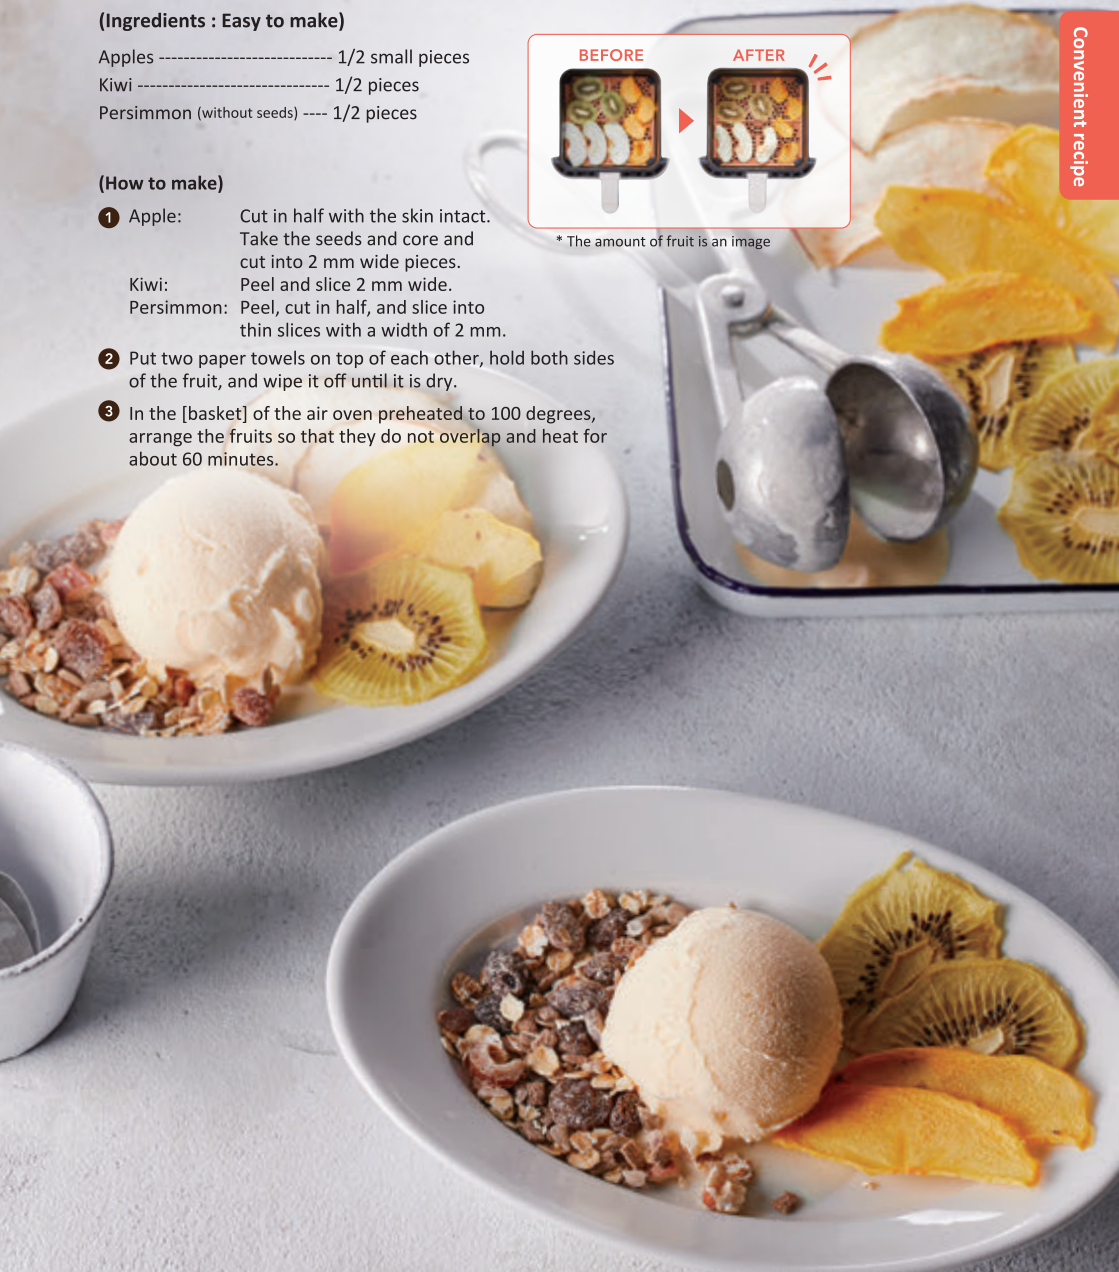 (Ingredients : Easy to make)
Apples ---------------------------- 1/2 small pieces
Kiwi ------------------------------- 1/2 pieces
Persimmon (without seeds) ---- 1/2 pieces
BEFORE
AFTER
* The amount of fruit is an image
Convenient recipe
(How to make)
1 Apple: Cut in half with the skin intact.
Take the seeds and core and
cut into 2 mm wide pieces.
Kiwi: Peel and slice 2 mm wide.
Persimmon: Peel, cut in half, and slice into
thin slices with a width of 2 mm.
2 Put two paper towels on top of each other, hold both sides
of the fruit, and wipe it off until it is dry.
3 In the [basket] of the air oven preheated to 100 degrees,
arrange the fruits so that they do not overlap and heat for
about 60 minutes.